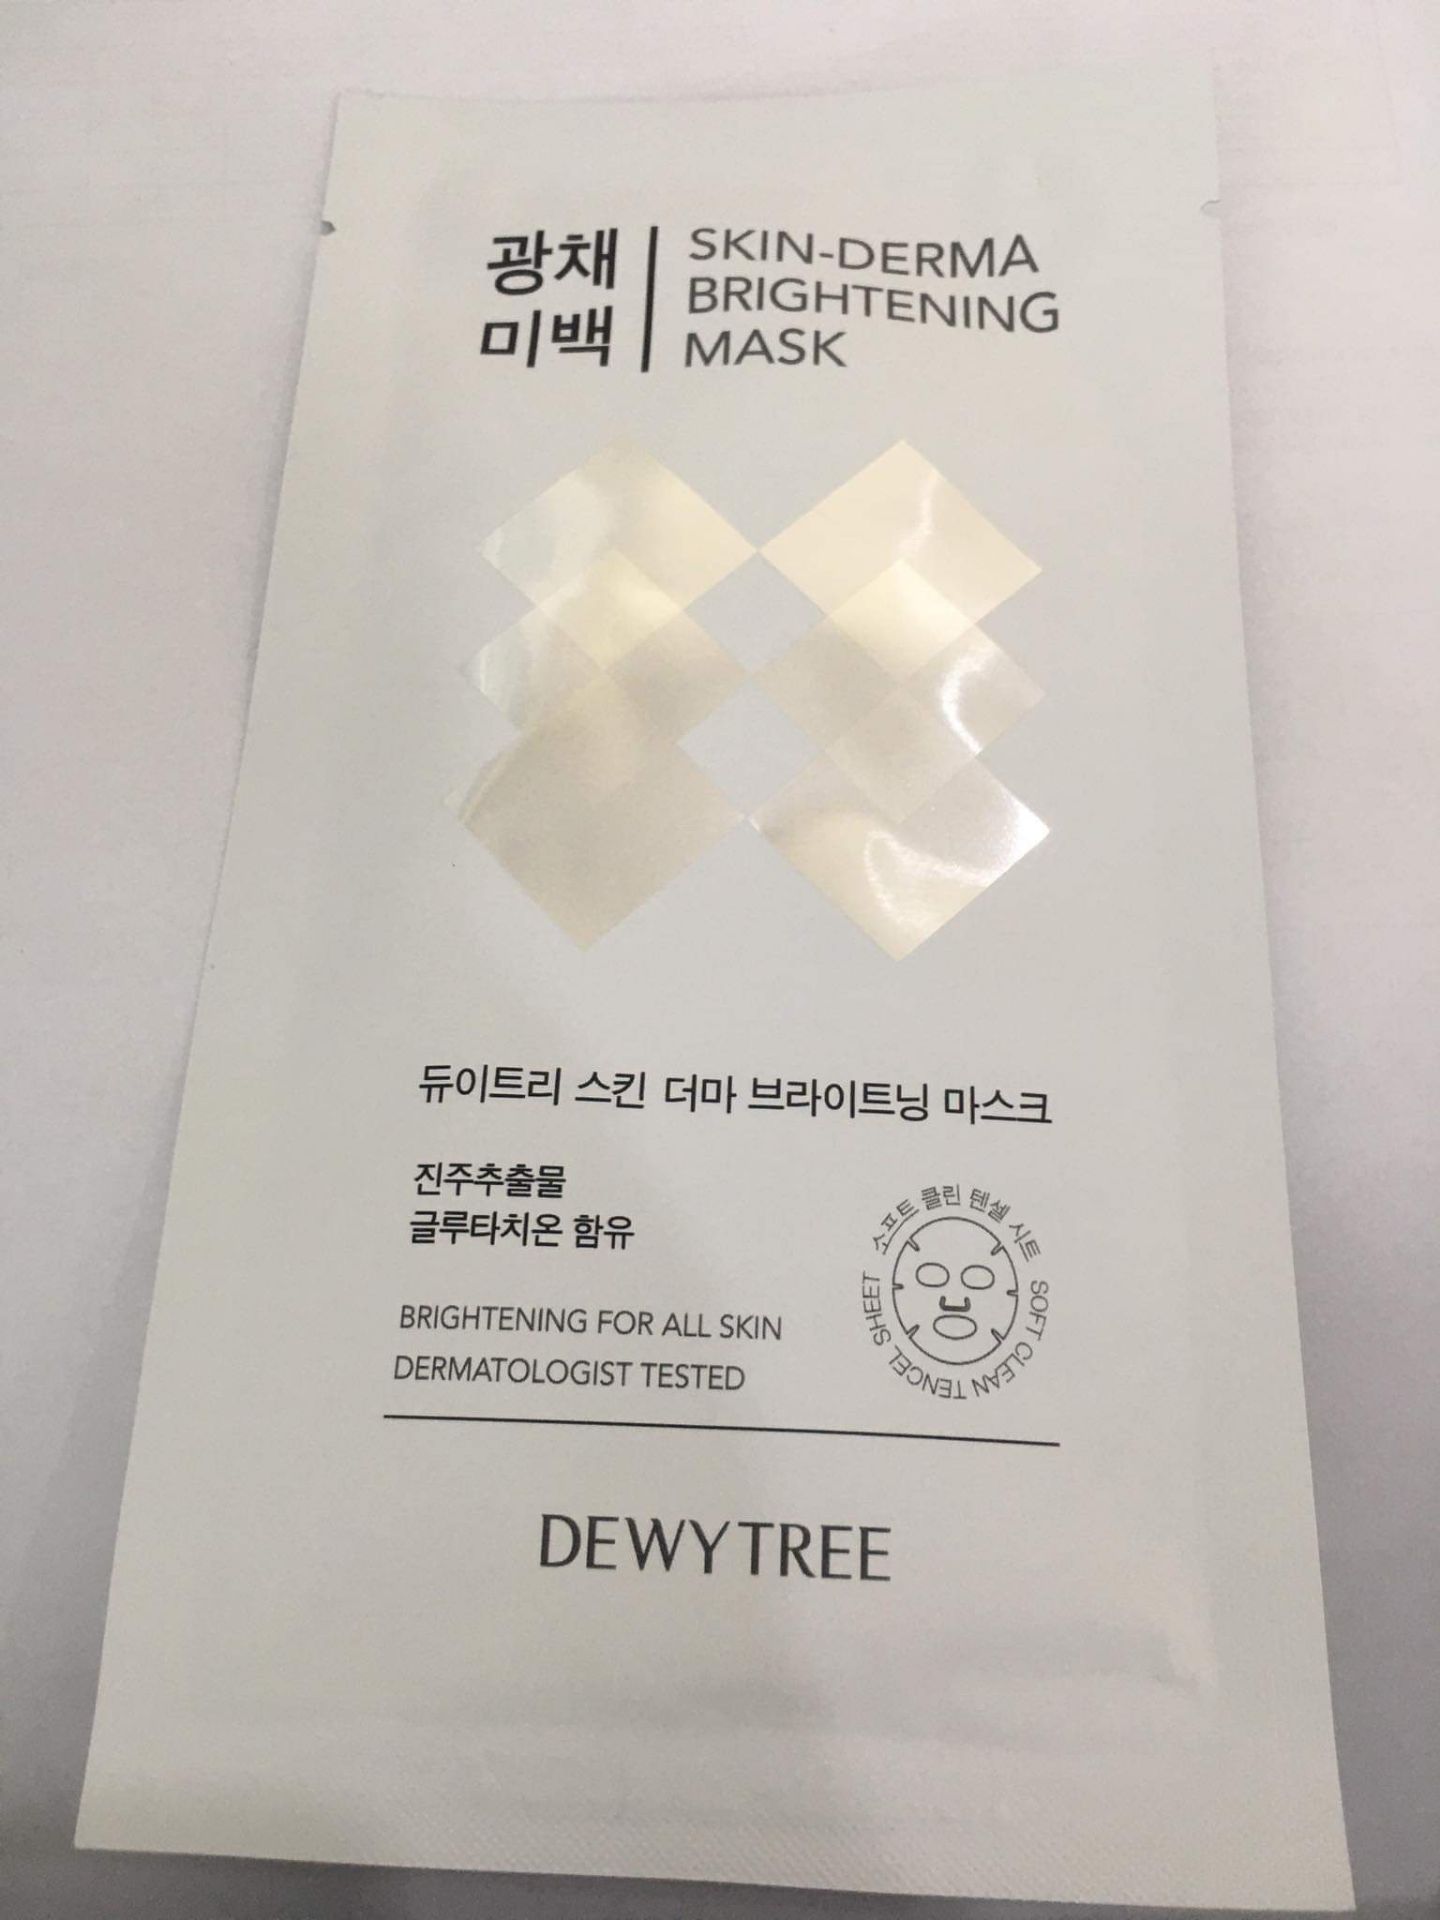 광채
미백
SKIN-DERMA
BRIGHTENING
MASK
듀이트리 스킨 더마 브라이트닝 마스크
진주추출물
글루타치온 함유
BRIGHTENING FOR ALL SKIN
DERMATOLOGIST TESTED
소프트 클린 텐셀 시트
SOFT CLEAN TENCEL SHEET
DEWYTREE